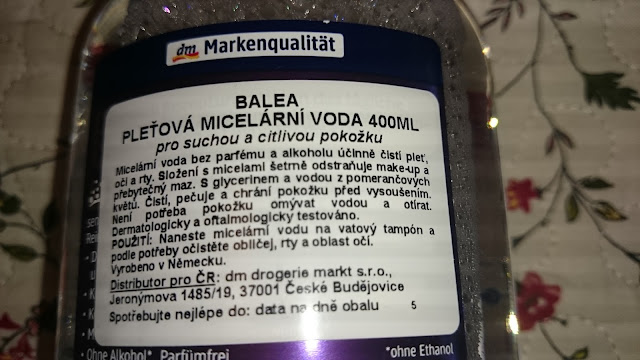 dm Markenqualität
BALEA
PLEŤOVÁ MICELÁRNÍ VODA 400ML
pro suchou a citlivou pokožku
Micelární voda bez parfému a alkoholu účinně čistí pleť,
oči a rty. Složení s micelami šetrně odstraňuje make-up a
přebytečný maz. S glycerinem a vodou z pomerančových
květů. Čistí, pečuje a chrání pokožku před vysoušením.
Není potřeba pokožku omývat vodou a otírat.
Dermatologicky a oftalmologicky testováno.
POUŽITÍ: Naneste micelární vodu na vatový tampón a
podle potřeby očistěte obličej, rty a oblast očí.
Vyrobeno v Německu.
Distributor pro ČR: dm drogerie markt s.r.o.,
Jeronýmova 1485/19, 37001 České Budějovice
Spotřebujte nejlépe do: data na dně obalu 5
· Ohne Alkohol* Parfümfrei *ohne Ethanol